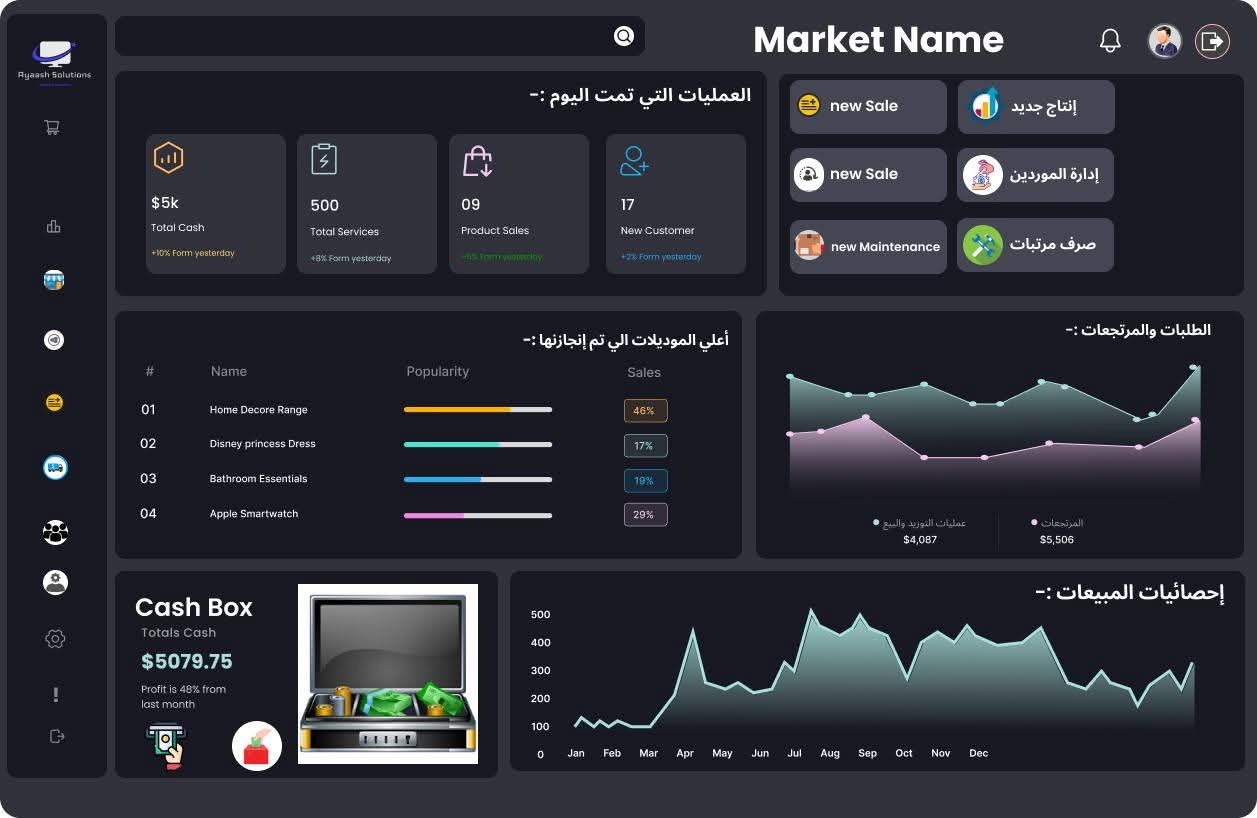 Ayaash Solutions
Market Name
العمليات التي تمت اليوم :-
$5k
Total Cash
+10% Form yesterday
500
Total Services
+8% Form yesterday
09
Product Sales
+5% Form yesterday
17
New Customer
+2% Form yesterday
new Sale
إنتاج جديد
new Sale
إدارة الموردين
new Maintenance
صرف مرتبات
أعلي الموديلات الي تم إنجازنها :-
# Name Popularity Sales
01 Home Decore Range 46%
02 Disney princess Dress 17%
03 Bathroom Essentials 19%
04 Apple Smartwatch 29%
الطلبات والمرتجعات :-
عمليات التوريد والبيع
$4,087
المرتجعات
$5,506
Cash Box
Totals Cash
$5079.75
Profit is 48% from
last month
إحصائيات المبيعات :-
500
400
300
200
100
0
Jan Feb Mar Apr May Jun Jul Aug Sep Oct Nov Dec